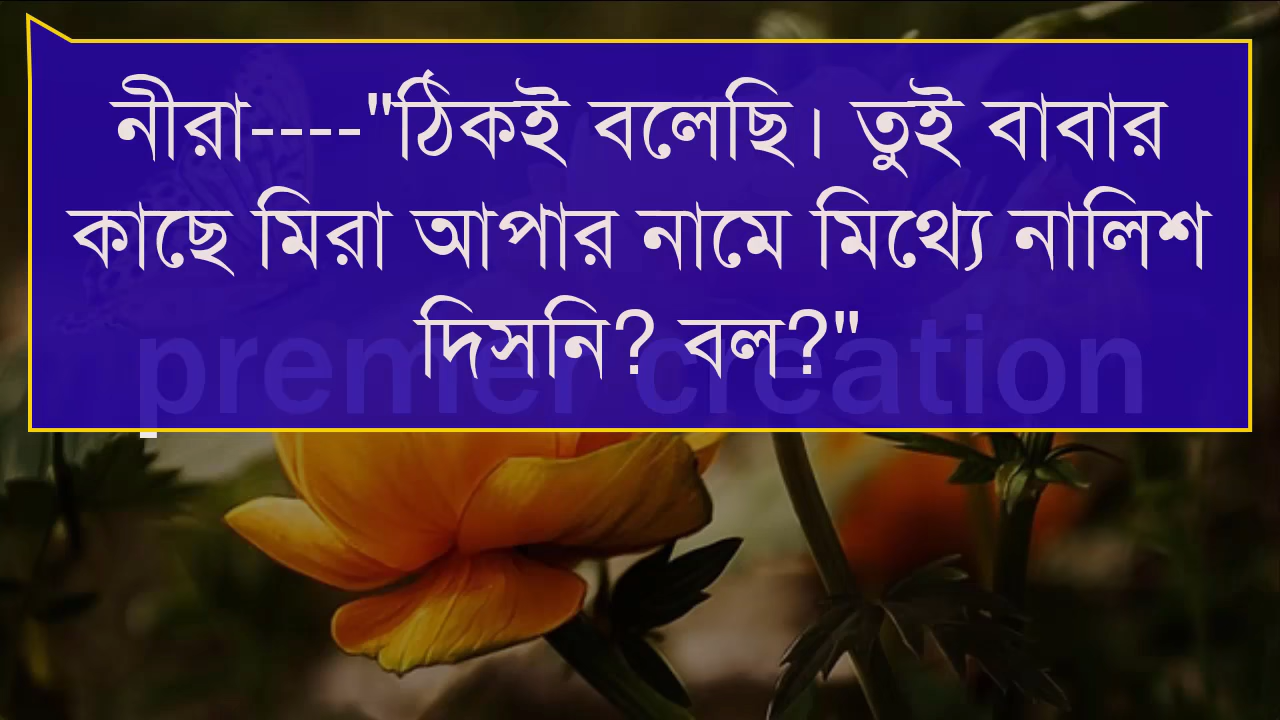 নীরা----"ঠিকই বলেছি। তুই বাবার
কাছে মিরা আপার নামে মিথ্যে নালিশ
দিসনি? বল?"
premier creation